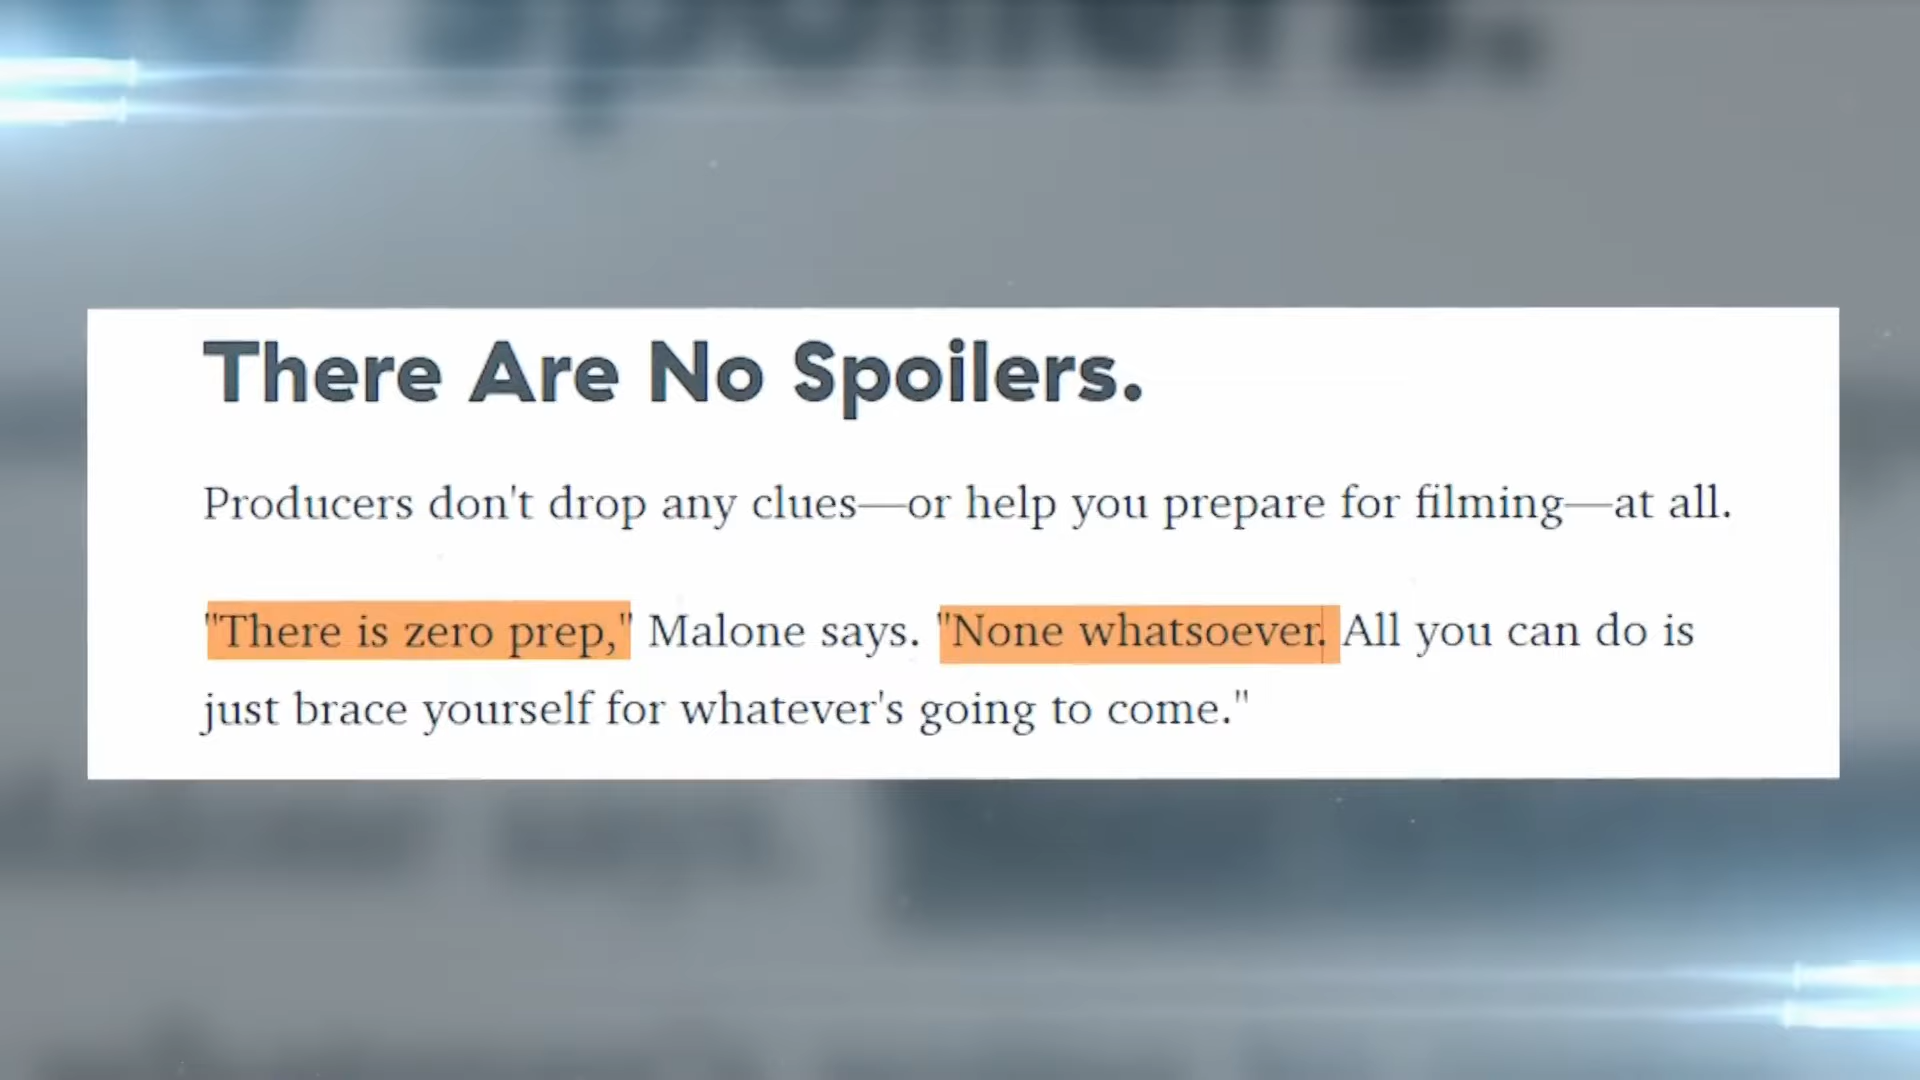 There Are No Spoilers.
Producers don't drop any clues—or help you prepare for filming—at all.
"There is zero prep," Malone says. "None whatsoever. All you can do is
just brace yourself for whatever's going to come."